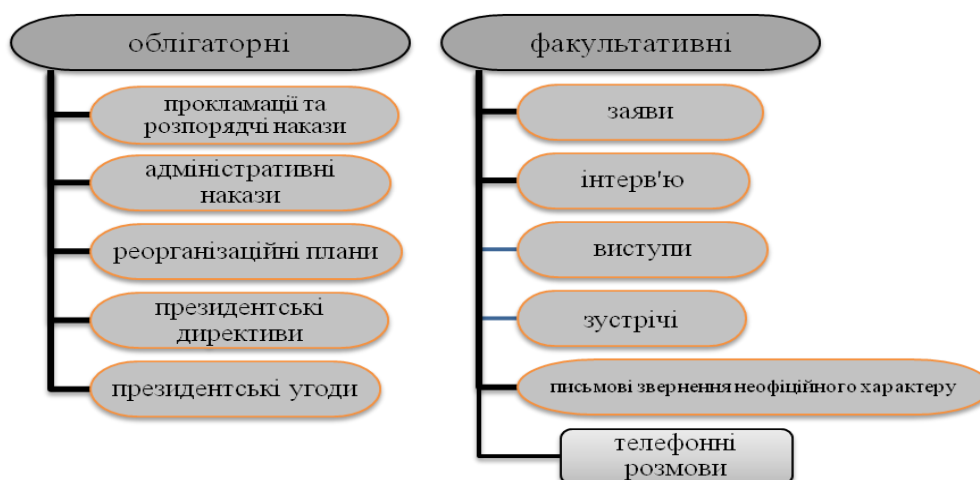 облігаторні
прокламації та
розпорядчі накази
адміністративні
накази
реорганізаційні плани
президентські
директиви
президентські угоди
факультативні
заяви
інтерв'ю
виступи
зустрічі
письмові звернення неофіційного характеру
телефонні
розмови